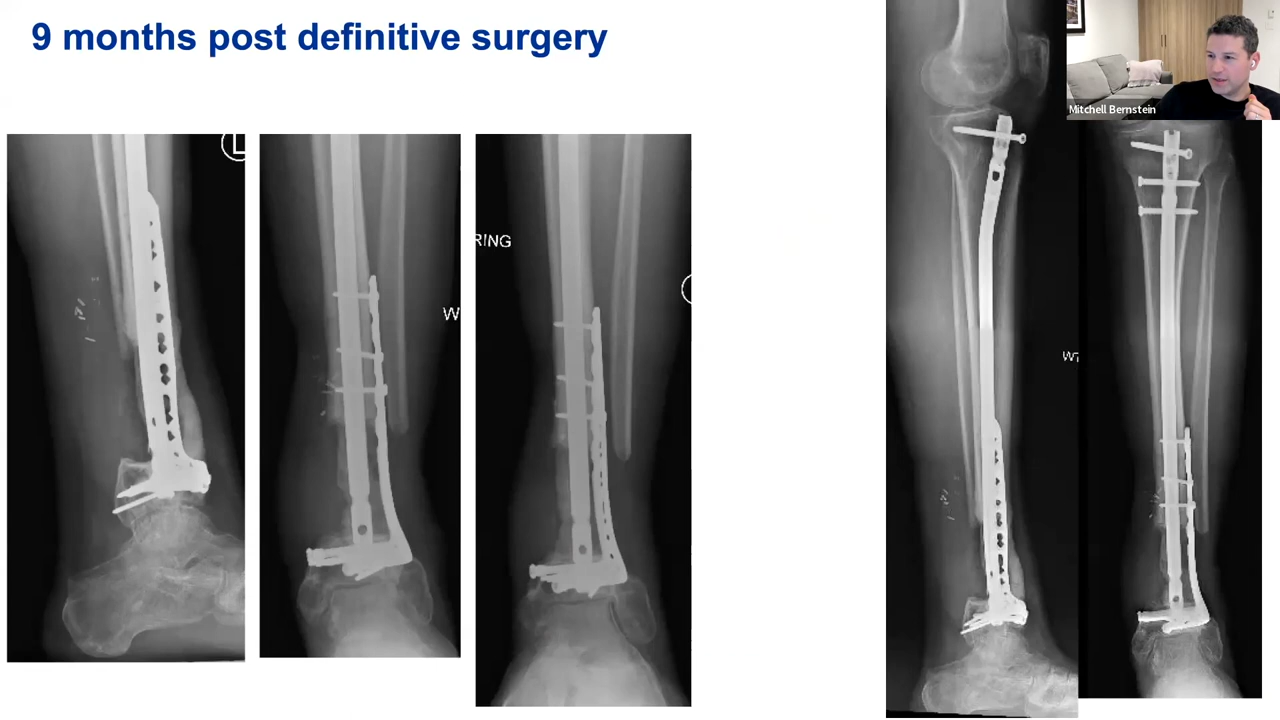 9 months post definitive surgery
Mitchell Bernstein
L
RING
W
WT